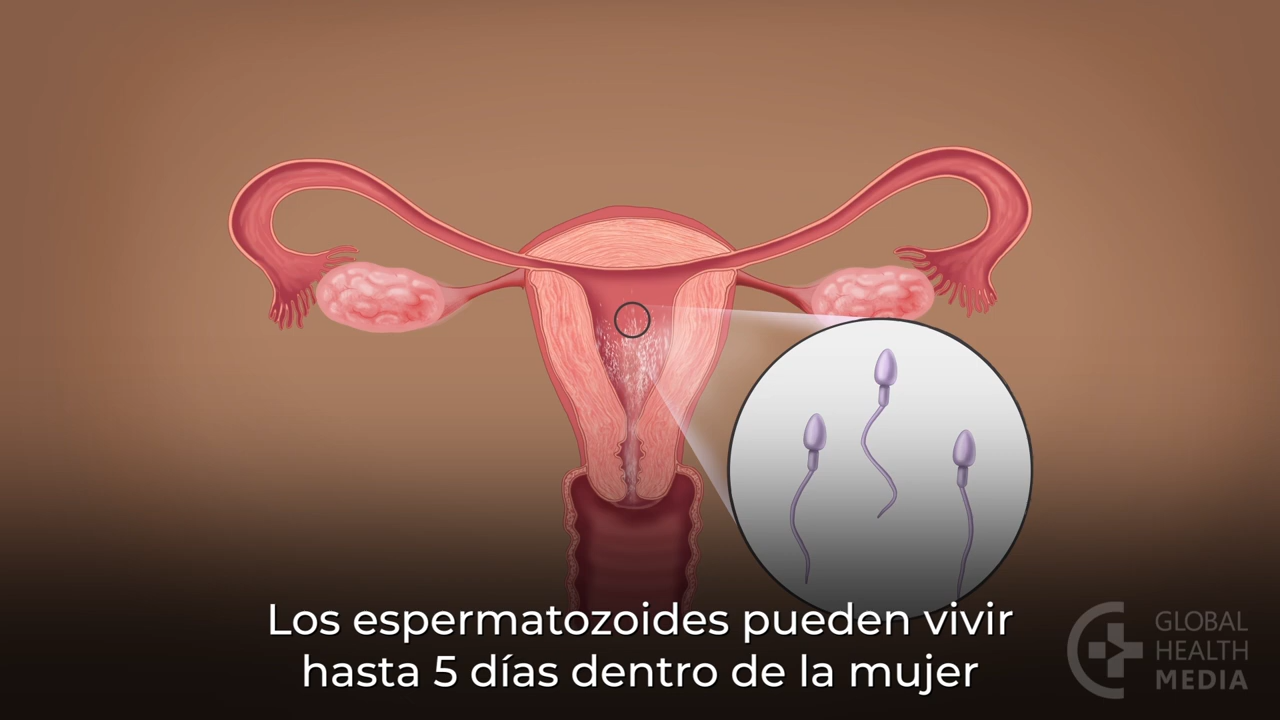 Los espermatozoides pueden vivir
hasta 5 días dentro de la mujer
GLOBAL
HEALTH
MEDIA